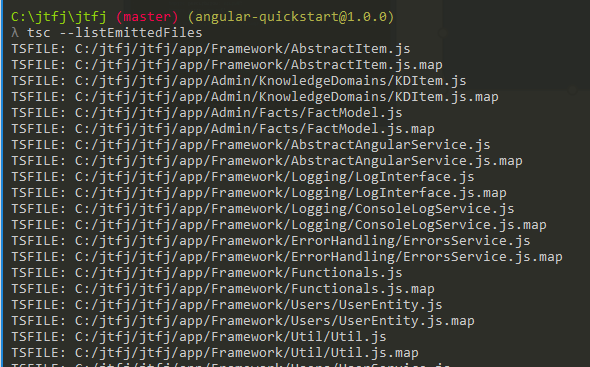 C:\jtfj\jtfj (master) (angular-quickstart@1.0.0)
λ tsc --listEmittedFiles
TSFILE: C:/jtfj/jtfj/app/Framework/AbstractItem.js
TSFILE: C:/jtfj/jtfj/app/Framework/AbstractItem.js.map
TSFILE: C:/jtfj/jtfj/app/Admin/KnowledgeDomains/KDItem.js
TSFILE: C:/jtfj/jtfj/app/Admin/KnowledgeDomains/KDItem.js.map
TSFILE: C:/jtfj/jtfj/app/Admin/Facts/FactModel.js
TSFILE: C:/jtfj/jtfj/app/Admin/Facts/FactModel.js.map
TSFILE: C:/jtfj/jtfj/app/Framework/AbstractAngularService.js
TSFILE: C:/jtfj/jtfj/app/Framework/AbstractAngularService.js.map
TSFILE: C:/jtfj/jtfj/app/Framework/Logging/LogInterface.js
TSFILE: C:/jtfj/jtfj/app/Framework/Logging/LogInterface.js.map
TSFILE: C:/jtfj/jtfj/app/Framework/Logging/ConsoleLogService.js
TSFILE: C:/jtfj/jtfj/app/Framework/Logging/ConsoleLogService.js.map
TSFILE: C:/jtfj/jtfj/app/Framework/ErrorHandling/ErrorsService.js
TSFILE: C:/jtfj/jtfj/app/Framework/ErrorHandling/ErrorsService.js.map
TSFILE: C:/jtfj/jtfj/app/Framework/Functionals.js
TSFILE: C:/jtfj/jtfj/app/Framework/Functionals.js.map
TSFILE: C:/jtfj/jtfj/app/Framework/Users/UserEntity.js
TSFILE: C:/jtfj/jtfj/app/Framework/Users/UserEntity.js.map
TSFILE: C:/jtfj/jtfj/app/Framework/Util/Util.js
TSFILE: C:/jtfj/jtfj/app/Framework/Util/Util.js.map
TSFILE: C:/jtfj/jtfj/app/Framework/Users/UserService.js